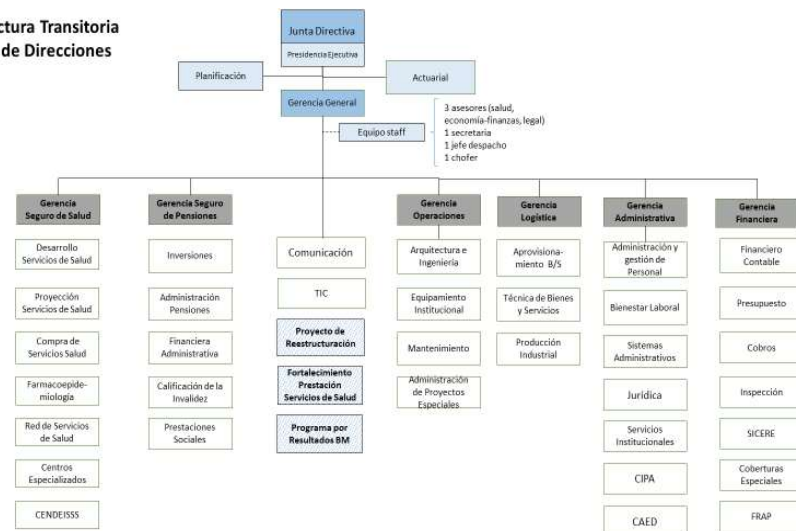 ctura Transitoria
de Direcciones
Junta Directiva
Presidencia Ejecutiva
Planificación
Actuarial
Gerencia General
Equipo staff
3 asesores (salud,
economía-finanzas, legal)
1 secretaria
1 jefe despacho
1 chofer
Gerencia
Seguro de Salud
Desarrollo
Servicios de Salud
Proyección
Servicios de Salud
Compra de
Servicios Salud
Farmacoepide-
miología
Red de Servicios
de Salud
Centros
Especializados
CENDEISSS
Gerencia Seguro
de Pensiones
Inversiones
Administración
Pensiones
Financiera
Administrativa
Calificación de la
Invalidez
Prestaciones
Sociales
Comunicación
TIC
Proyecto de
Reestructuración
Fortalecimiento
Prestación
Servicios de Salud
Programa por
Resultados BM
Gerencia
Operaciones
Arquitectura e
Ingeniería
Equipamiento
Institucional
Mantenimiento
Administración
de Proyectos
Especiales
Gerencia
Logística
Aprovisiona-
miento B/S
Técnica de Bienes
y Servicios
Producción
Industrial
Gerencia
Administrativa
Administración y
gestión de
Personal
Bienestar Laboral
Sistemas
Administrativos
Jurídica
Servicios
Institucionales
CIPA
CAED
Gerencia
Financiera
Financiero
Contable
Presupuesto
Cobros
Inspección
SICERE
Coberturas
Especiales
FRAP